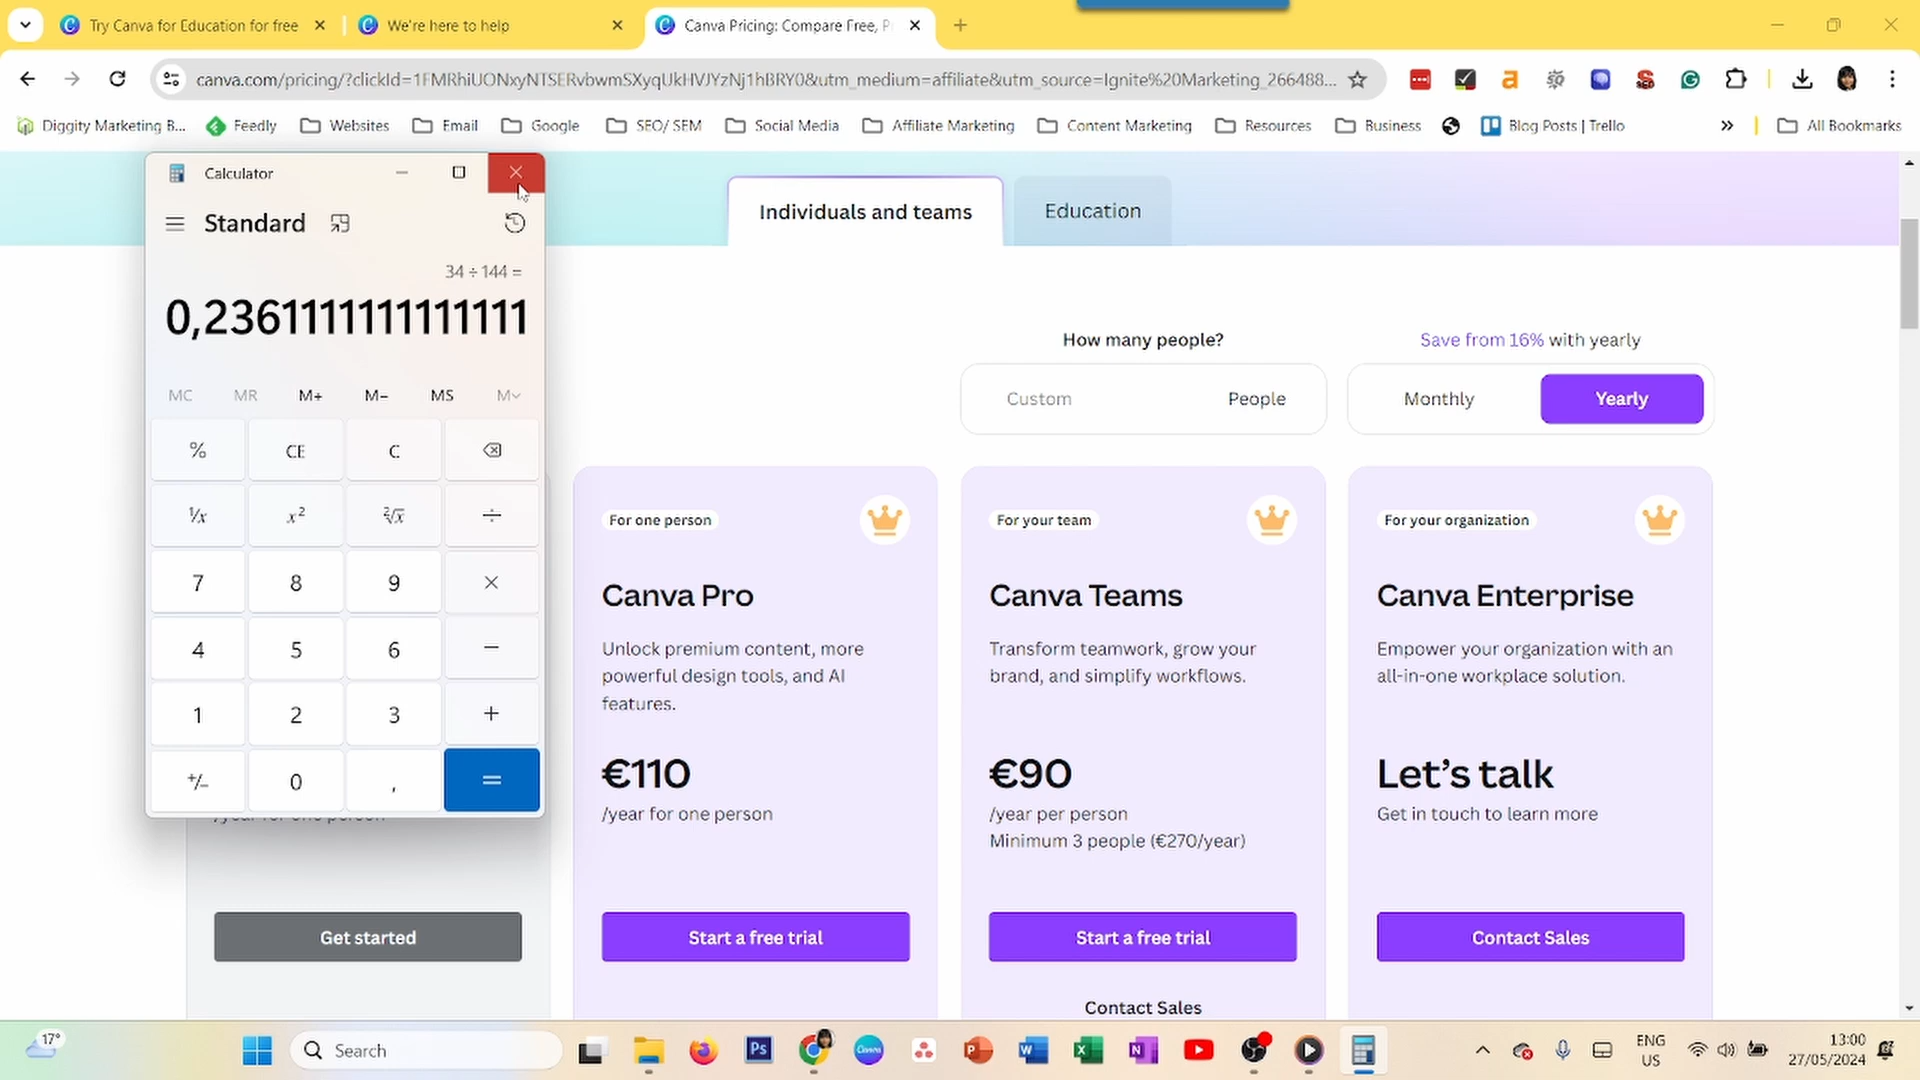 Try Canva for Education for free
We're here to help
Canva Pricing: Compare Free, P
canva.com/pricing/?clickId=1FMRhiUONxyNTSERvbwmSXyqUkHVJYzNj1hBRY0&utm_medium=affiliate&utm_source=Ignite%20Marketing_266488...
Diggity Marketing B...
Feedly
Websites
Email
Google
SEO/ SEM
Social Media
Affiliate Marketing
Content Marketing
Resources
Business
Blog Posts | Trello
All Bookmarks
Calculator
Standard
34 ÷ 144 =
0,2361111111111111
MC MR M+ M− MS M
% CE C
¹/x x² ²√x ÷
7 8 9 ×
4 5 6 −
1 2 3 +
+/− 0 , =
Individuals and teams
Education
How many people?
Custom People
Save from 16% with yearly
Monthly Yearly
/year for one person
Get started
For one person
Canva Pro
Unlock premium content, more
powerful design tools, and AI
features.
€110
/year for one person
Start a free trial
For your team
Canva Teams
Transform teamwork, grow your
brand, and simplify workflows.
€90
/year per person
Minimum 3 people (€270/year)
Start a free trial
Contact Sales
For your organization
Canva Enterprise
Empower your organization with an
all-in-one workplace solution.
Let's talk
Get in touch to learn more
Contact Sales
17°
Search
Ps
Canva
P
W
X
N
ENG
US
13:00
27/05/2024